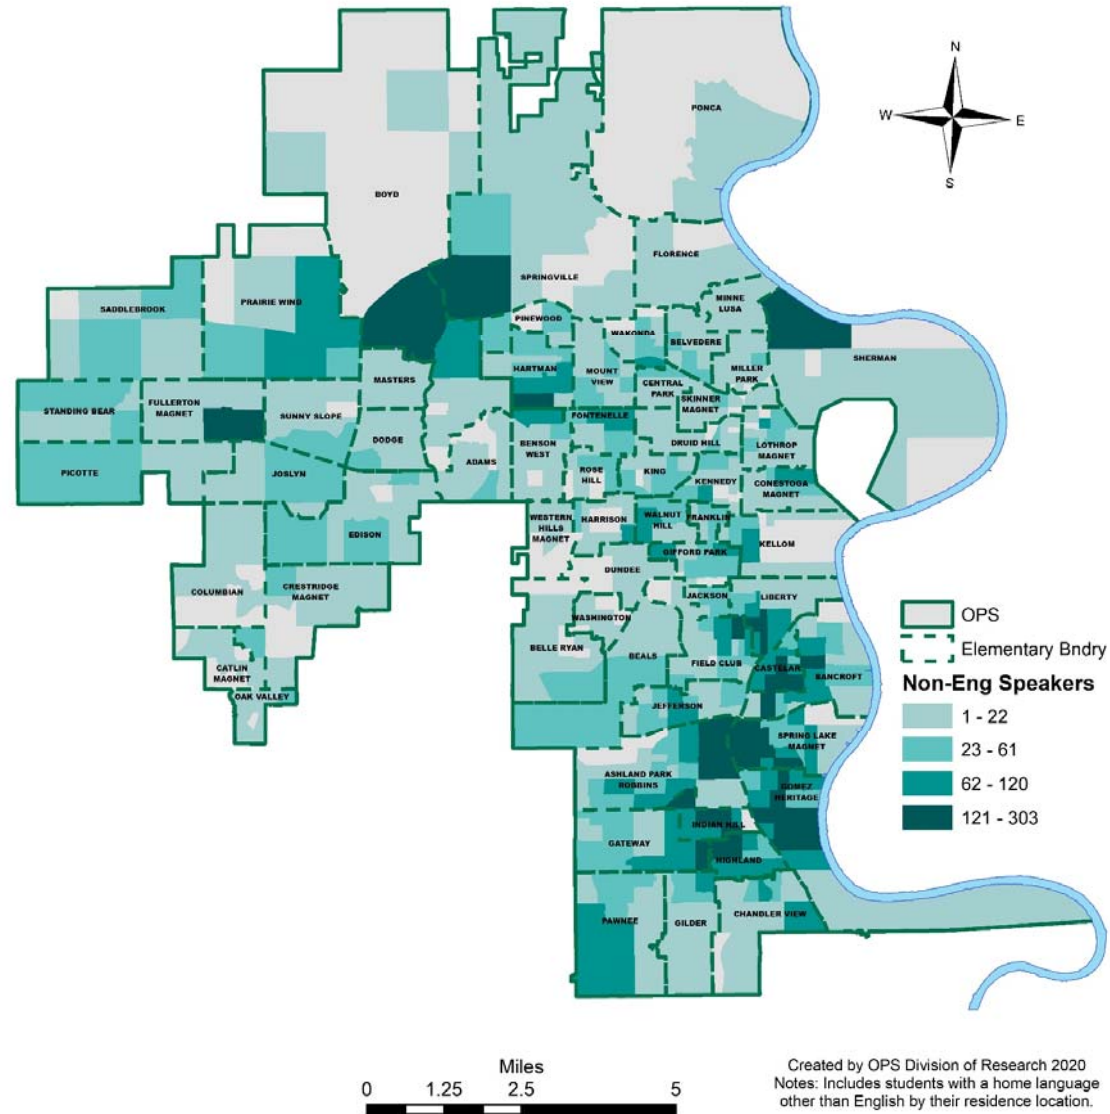 N
W
E
S
PONCA
BOYD
FLORENCE
SPRINGVILLE
SADDLEBROOK
PRAIRIE WIND
MINNE
LUSA
PINEWOOD
WAKONDA
BELVEDERE
SHERMAN
HARTMAN
MOUNT
VIEW
MILLER
PARK
MASTERS
CENTRAL
PARK
SKINNER
MAGNET
STANDING BEAR
FULLERTON
MAGNET
SUNNY SLOPE
FONTENELLE
DODGE
DRUID HILL
BENSON
WEST
LOTHROP
MAGNET
ADAMS
PICOTTE
JOSLYN
ROSE
HILL
KING
KENNEDY
CONESTOGA
MAGNET
WESTERN
HILLS
MAGNET
HARRISON
WALNUT
HILL
FRANKLIN
EDISON
KELLOM
GIFFORD PARK
DUNDEE
COLUMBIAN
CRESTRIDGE
MAGNET
JACKSON
LIBERTY
WASHINGTON
BELLE RYAN
BEALS
FIELD CLUB
CASTELAR
BANCROFT
CATLIN
MAGNET
OAK VALLEY
JEFFERSON
SPRING LAKE
MAGNET
ASHLAND PARK
ROBBINS
GOMEZ
HERITAGE
INDIAN HILL
GATEWAY
HIGHLAND
PAWNEE
GILDER
CHANDLER VIEW
OPS
Elementary Bndry
Non-Eng Speakers
1 - 22
23 - 61
62 - 120
121 - 303
Miles
0 1.25 2.5 5
Created by OPS Division of Research 2020
Notes: Includes students with a home language
other than English by their residence location.